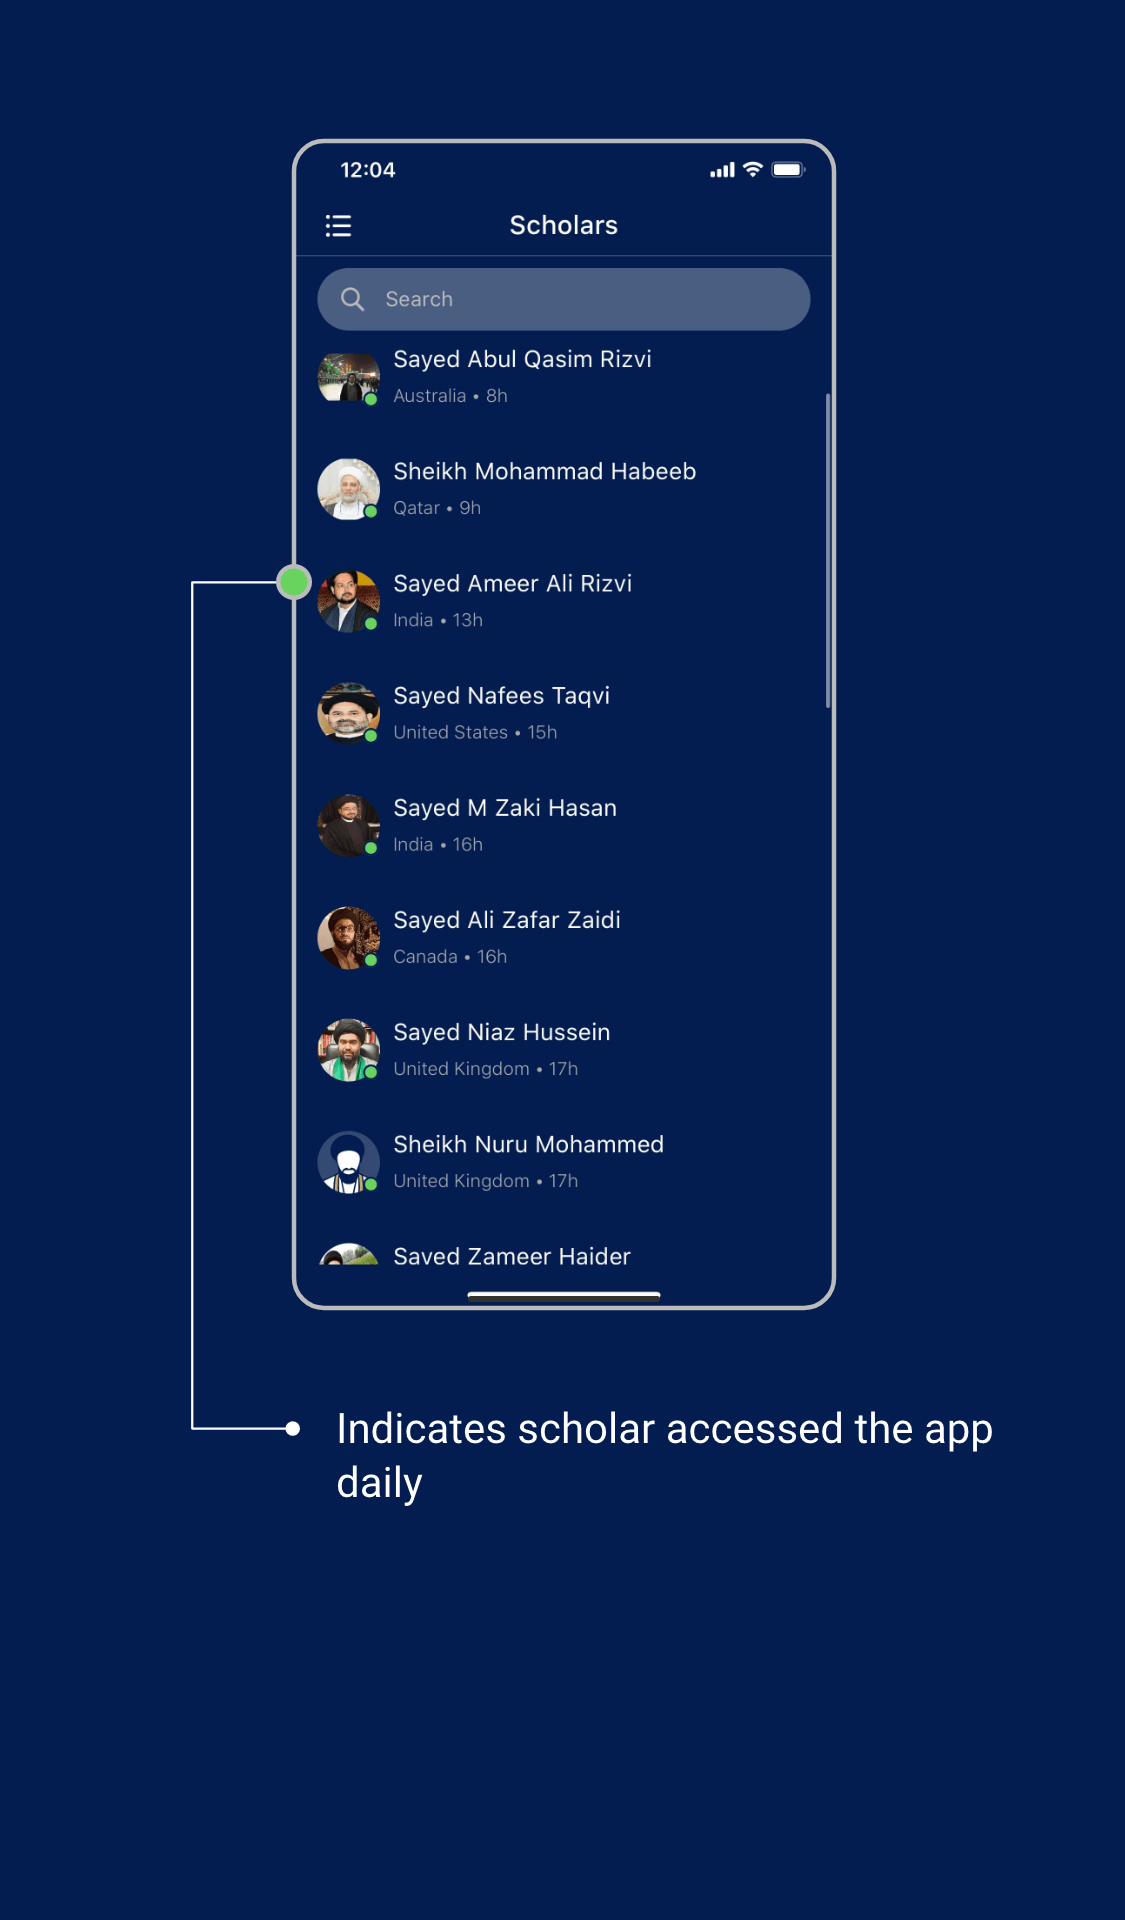 12:04
Scholars
Search
Sayed Abul Qasim Rizvi
Australia • 8h
Sheikh Mohammad Habeeb
Qatar • 9h
Sayed Ameer Ali Rizvi
India • 13h
Sayed Nafees Taqvi
United States • 15h
Sayed M Zaki Hasan
India • 16h
Sayed Ali Zafar Zaidi
Canada • 16h
Sayed Niaz Hussein
United Kingdom • 17h
Sheikh Nuru Mohammed
United Kingdom • 17h
Sayed Zameer Haider
Indicates scholar accessed the app
daily